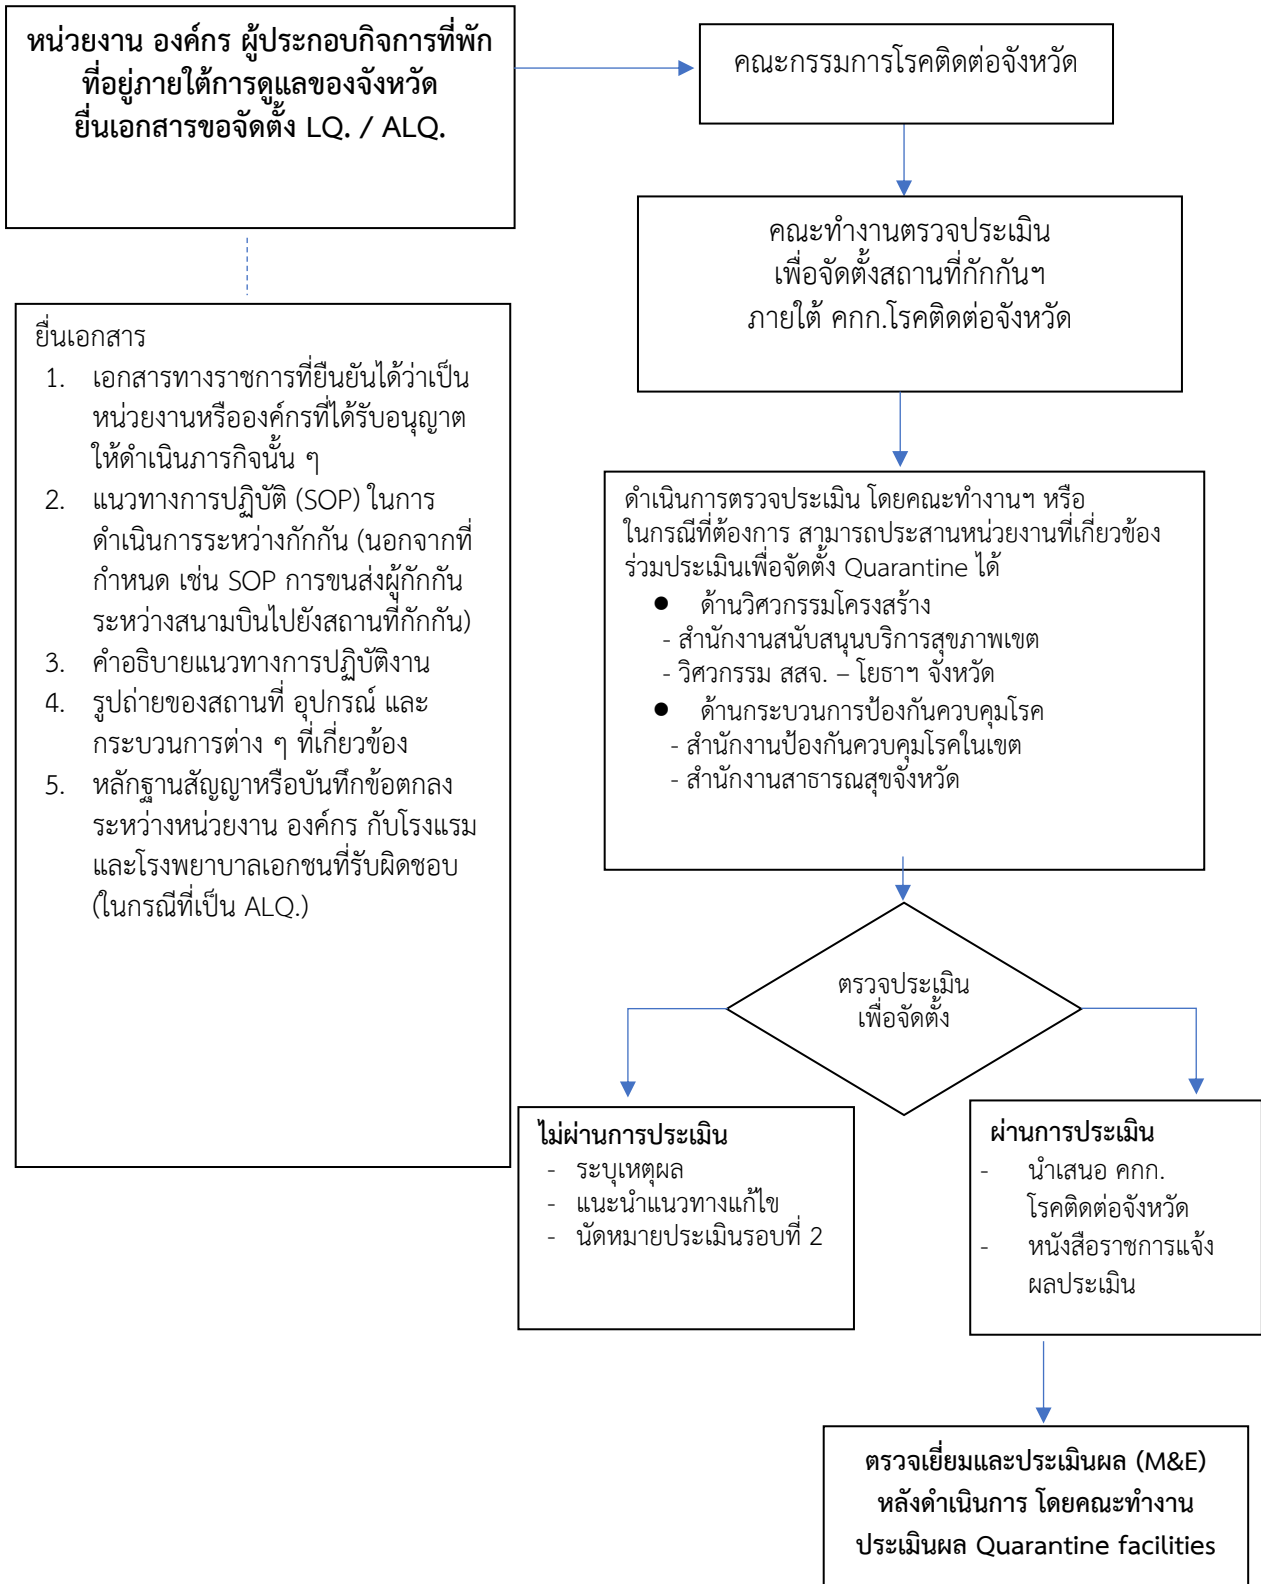 หน่วยงาน องค์กร ผู้ประกอบกิจการที่พัก
ที่อยู่ภายใต้การดูแลของจังหวัด
ยื่นเอกสารขอจัดตั้ง LQ. / ALQ.
คณะกรรมการโรคติดต่อจังหวัด
คณะทำงานตรวจประเมิน
เพื่อจัดตั้งสถานที่กักกันฯ
ภายใต้ คกก.โรคติดต่อจังหวัด
ยื่นเอกสาร
1. เอกสารทางราชการที่ยืนยันได้ว่าเป็น
หน่วยงานหรือองค์กรที่ได้รับอนุญาต
ให้ดำเนินภารกิจนั้น ๆ
2. แนวทางการปฏิบัติ (SOP) ในการ
ดำเนินการระหว่างกักกัน (นอกจากที่
กำหนด เช่น SOP การขนส่งผู้กักกัน
ระหว่างสนามบินไปยังสถานที่กักกัน)
3. คำอธิบายแนวทางการปฏิบัติงาน
4. รูปถ่ายของสถานที่ อุปกรณ์ และ
กระบวนการต่าง ๆ ที่เกี่ยวข้อง
5. หลักฐานสัญญาหรือบันทึกข้อตกลง
ระหว่างหน่วยงาน องค์กร กับโรงแรม
และโรงพยาบาลเอกชนที่รับผิดชอบ
(ในกรณีที่เป็น ALQ.)
ดำเนินการตรวจประเมิน โดยคณะทำงานฯ หรือ
ในกรณีที่ต้องการ สามารถประสานหน่วยงานที่เกี่ยวข้อง
ร่วมประเมินเพื่อจัดตั้ง Quarantine ได้
● ด้านวิศวกรรมโครงสร้าง
- สำนักงานสนับสนุนบริการสุขภาพเขต
- วิศวกรรม สสจ. – โยธาฯ จังหวัด
● ด้านกระบวนการป้องกันควบคุมโรค
- สำนักงานป้องกันควบคุมโรคในเขต
- สำนักงานสาธารณสุขจังหวัด
ตรวจประเมิน
เพื่อจัดตั้ง
ไม่ผ่านการประเมิน
- ระบุเหตุผล
- แนะนำแนวทางแก้ไข
- นัดหมายประเมินรอบที่ 2
ผ่านการประเมิน
- นำเสนอ คกก.
โรคติดต่อจังหวัด
- หนังสือราชการแจ้ง
ผลประเมิน
ตรวจเยี่ยมและประเมินผล (M&E)
หลังดำเนินการ โดยคณะทำงาน
ประเมินผล Quarantine facilities